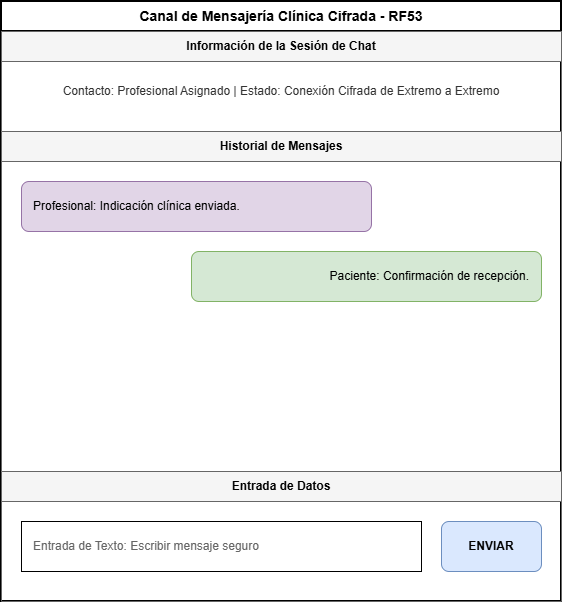 Canal de Mensajería Clínica Cifrada - RF53
Información de la Sesión de Chat
Contacto: Profesional Asignado | Estado: Conexión Cifrada de Extremo a Extremo
Historial de Mensajes
Profesional: Indicación clínica enviada.
Paciente: Confirmación de recepción.
Entrada de Datos
Entrada de Texto: Escribir mensaje seguro
ENVIAR